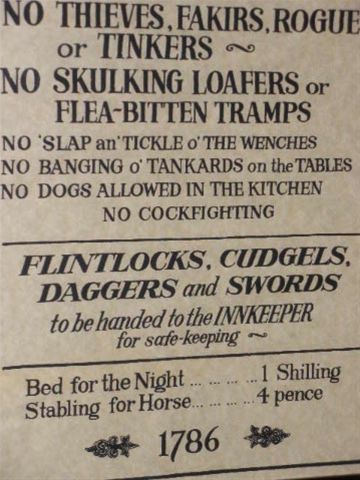 NO THIEVES, FAKIRS, ROGUE
or TINKERS
NO SKULKING LOAFERS or
FLEA-BITTEN TRAMPS
NO 'SLAP an' TICKLE o' THE WENCHES
NO BANGING o' TANKARDS on the TABLES
NO DOGS ALLOWED IN THE KITCHEN
NO COCKFIGHTING
FLINTLOCKS, CUDGELS,
DAGGERS and SWORDS
to be handed to the INNKEEPER
for safe-keeping
Bed for the Night ... ... ... ... 1 Shilling
Stabling for Horse... ... ... 4 pence
1786